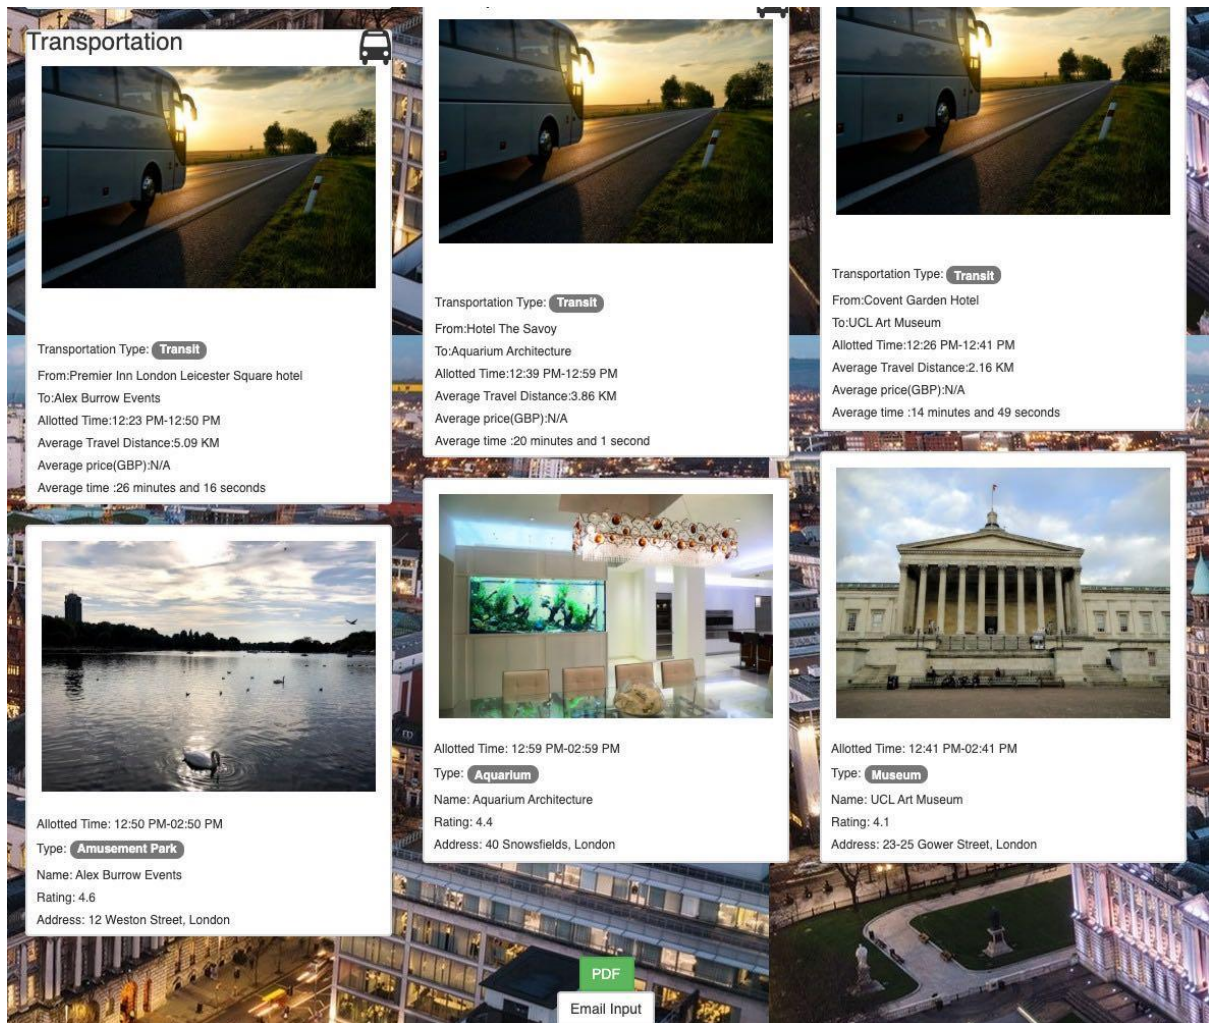 Transportation
Transportation Type: Transit
From:Premier Inn London Leicester Square hotel
To:Alex Burrow Events
Allotted Time:12:23 PM-12:50 PM
Average Travel Distance:5.09 KM
Average price(GBP):N/A
Average time :26 minutes and 16 seconds
Allotted Time: 12:50 PM-02:50 PM
Type: Amusement Park
Name: Alex Burrow Events
Rating: 4.6
Address: 12 Weston Street, London
Transportation Type: Transit
From:Hotel The Savoy
To:Aquarium Architecture
Allotted Time:12:39 PM-12:59 PM
Average Travel Distance:3.86 KM
Average price(GBP):N/A
Average time :20 minutes and 1 second
Allotted Time: 12:59 PM-02:59 PM
Type: Aquarium
Name: Aquarium Architecture
Rating: 4.4
Address: 40 Snowsfields, London
Transportation Type: Transit
From:Covent Garden Hotel
To:UCL Art Museum
Allotted Time:12:26 PM-12:41 PM
Average Travel Distance:2.16 KM
Average price(GBP):N/A
Average time :14 minutes and 49 seconds
Allotted Time: 12:41 PM-02:41 PM
Type: Museum
Name: UCL Art Museum
Rating: 4.1
Address: 23-25 Gower Street, London
PDF
Email Input